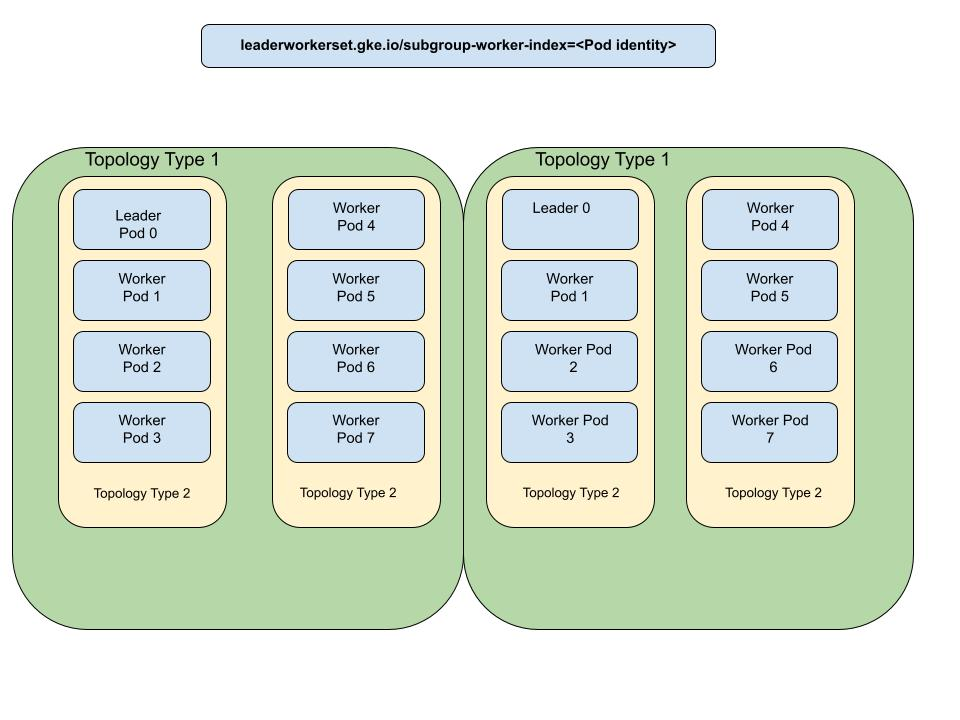 leaderworkerset.gke.io/subgroup-worker-index=<Pod identity>
Topology Type 1
Leader
Pod 0
Worker
Pod 1
Worker
Pod 2
Worker
Pod 3
Topology Type 2
Worker
Pod 4
Worker
Pod 5
Worker
Pod 6
Worker
Pod 7
Topology Type 2
Topology Type 1
Leader 0
Worker
Pod 1
Worker Pod
2
Worker Pod
3
Topology Type 2
Worker
Pod 4
Worker
Pod 5
Worker Pod
6
Worker Pod
7
Topology Type 2